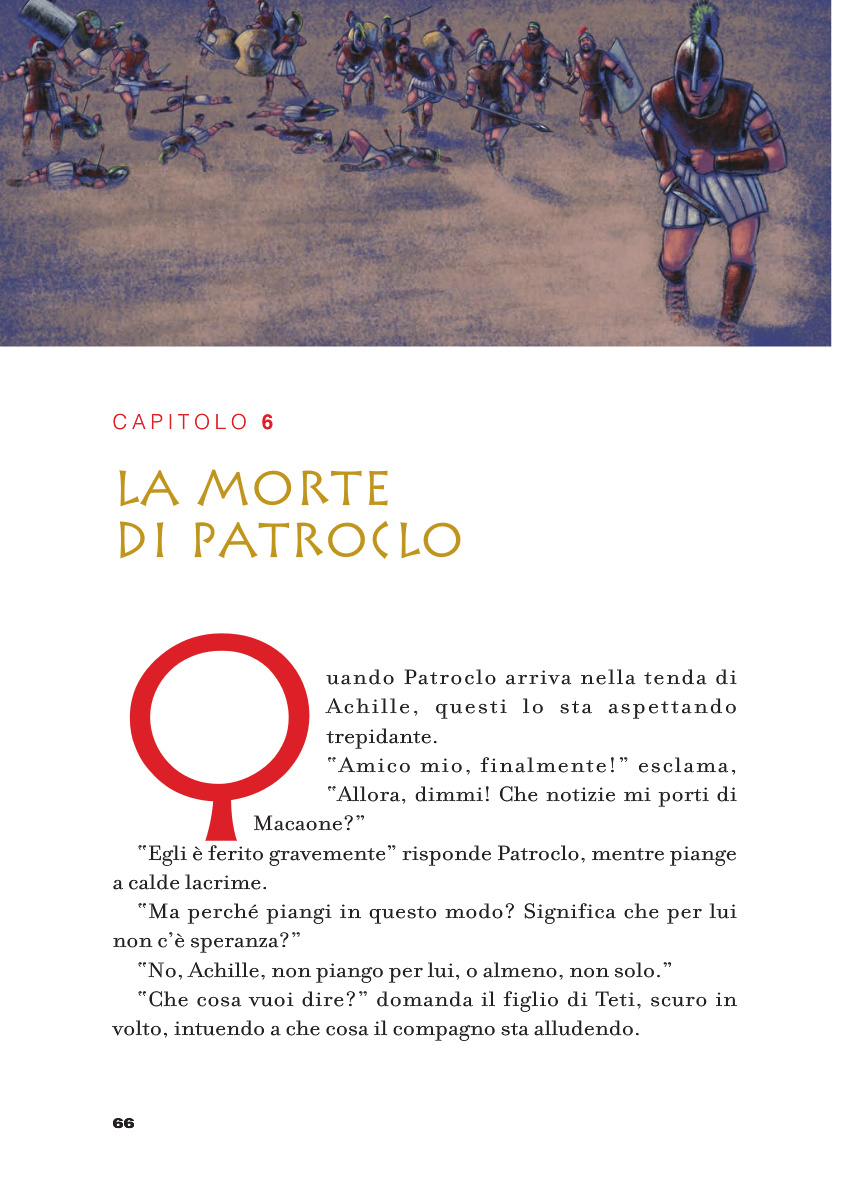 CAPITOLO 6
LA MORTE
DI PATROCLO
Quando Patroclo arriva nella tenda di
Achille, questi lo sta aspettando
trepidante.
“Amico mio, finalmente!” esclama,
“Allora, dimmi! Che notizie mi porti di
Macaone?”
“Egli è ferito gravemente” risponde Patroclo, mentre piange
a calde lacrime.
“Ma perché piangi in questo modo? Significa che per lui
non c’è speranza?”
“No, Achille, non piango per lui, o almeno, non solo.”
“Che cosa vuoi dire?” domanda il figlio di Teti, scuro in
volto, intuendo a che cosa il compagno sta alludendo.
66